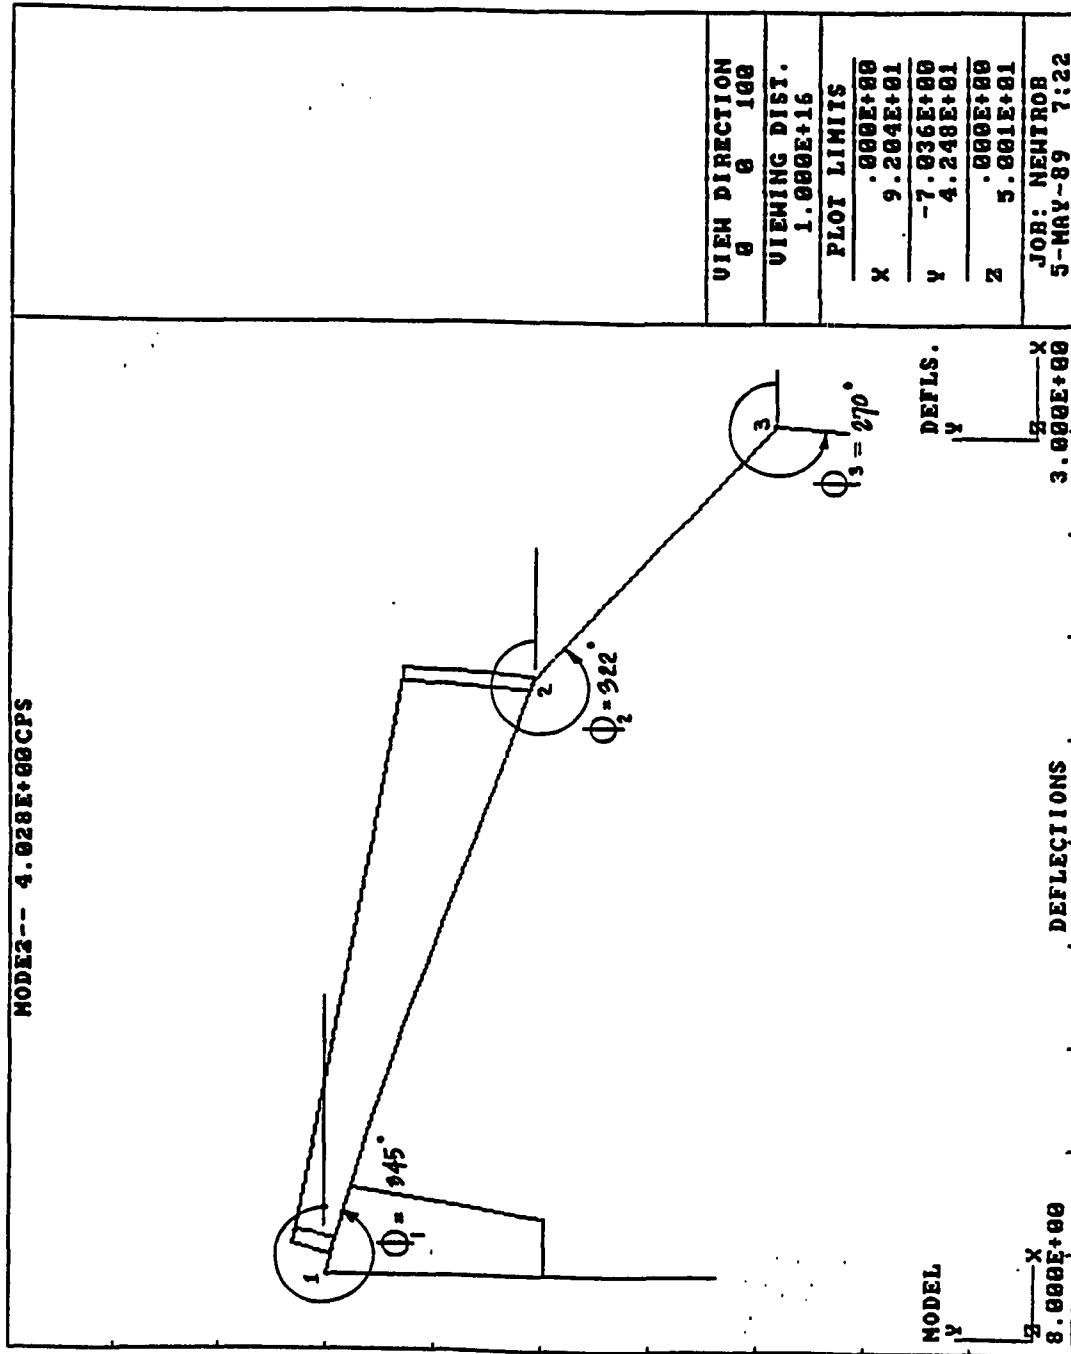 MODE2-- 4.028E+00CPS
1
ϕ₁ = 345°
2
ϕ₂ = 322°
3
ϕ₃ = 270°
VIEW DIRECTION
0 0 100
VIEWING DIST.
1.000E+16
PLOT LIMITS
X .000E+00
9.204E+01
Y -7.036E+00
4.248E+01
Z .000E+00
5.001E+01
JOB: NEWTROB
5-MAY-89 7:22
MODEL
Y
Z X
8.000E+00
DEFLECTIONS
DEFLS.
Y
Z X
3.000E+00